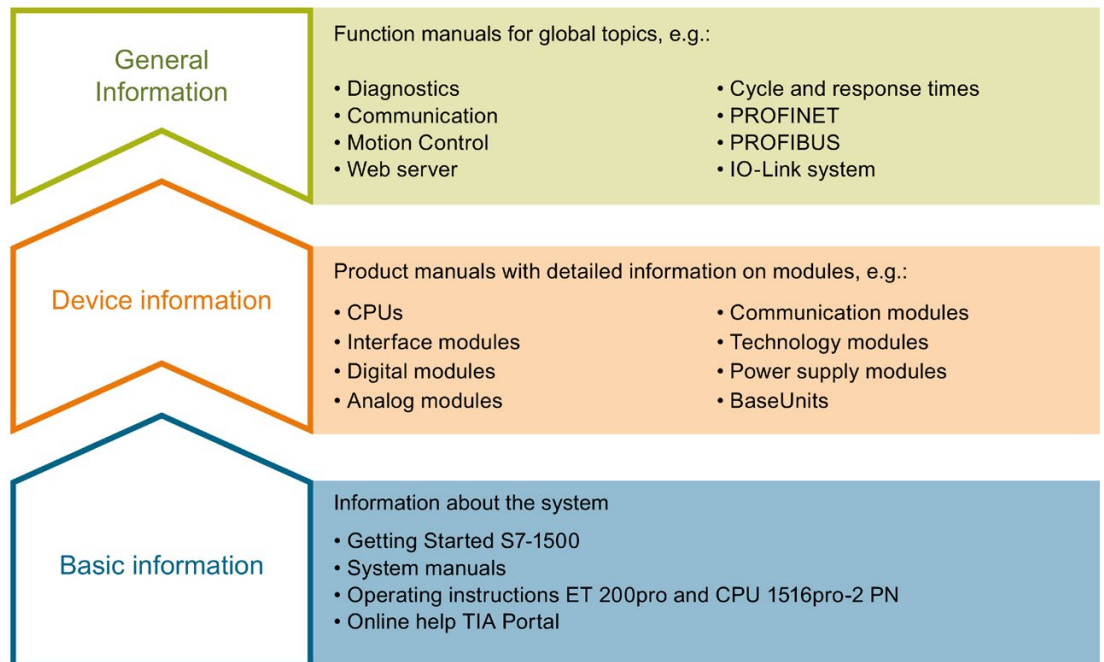 General
Information
Function manuals for global topics, e.g.:
• Diagnostics
• Communication
• Motion Control
• Web server
• Cycle and response times
• PROFINET
• PROFIBUS
• IO-Link system
Device information
Product manuals with detailed information on modules, e.g.:
• CPUs
• Interface modules
• Digital modules
• Analog modules
• Communication modules
• Technology modules
• Power supply modules
• BaseUnits
Basic information
Information about the system
• Getting Started S7-1500
• System manuals
• Operating instructions ET 200pro and CPU 1516pro-2 PN
• Online help TIA Portal